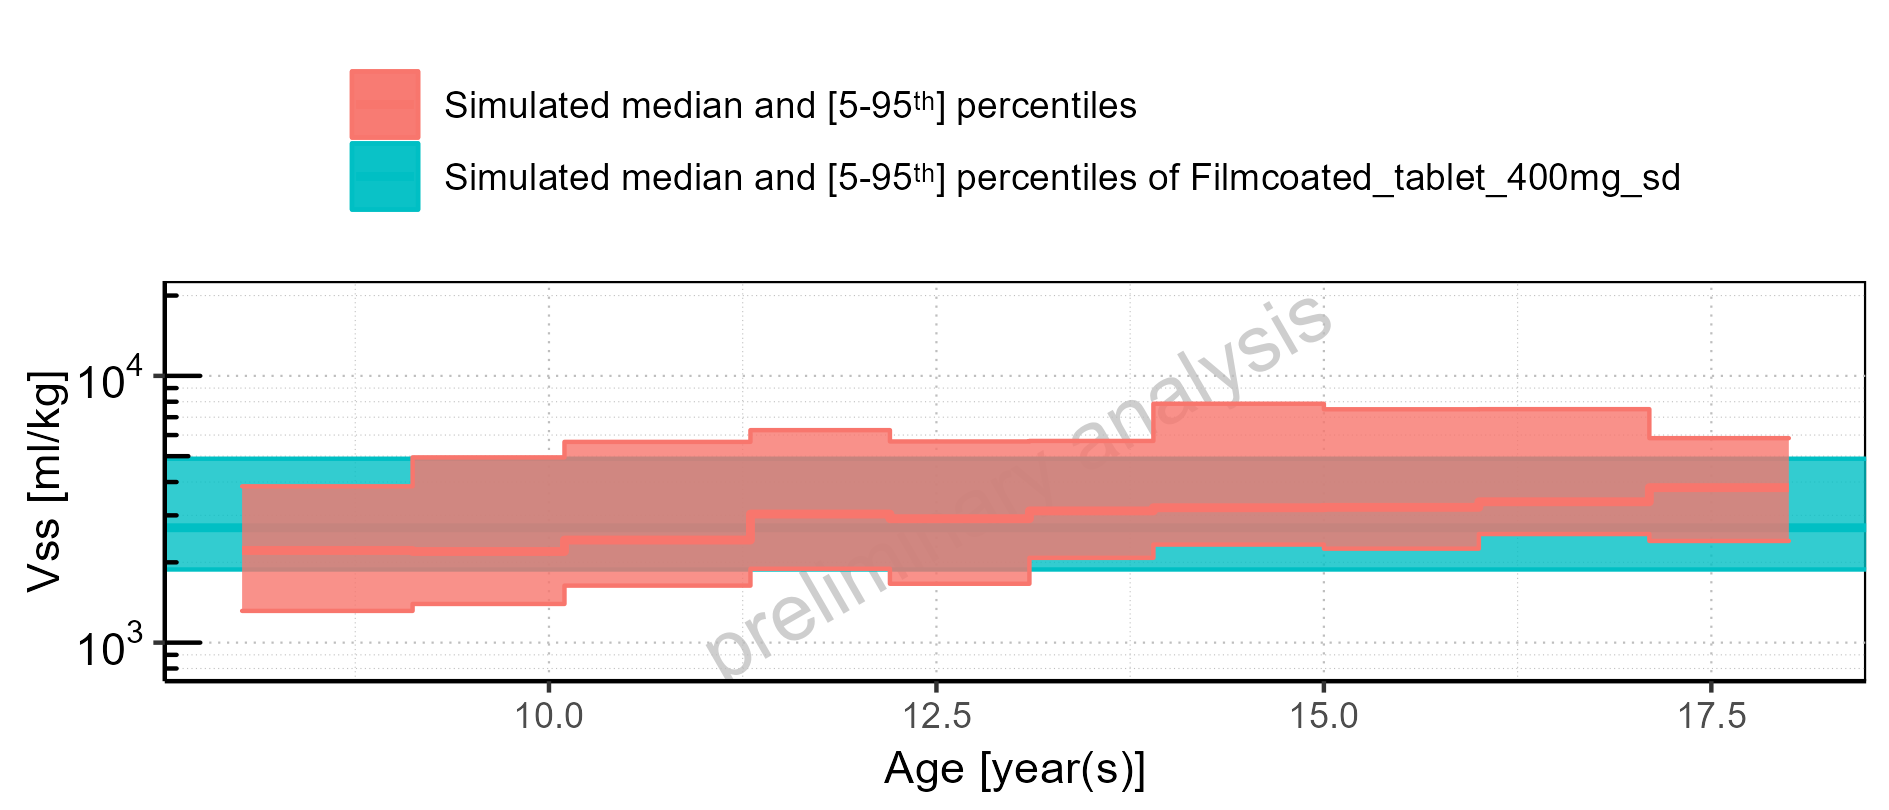 Simulated median and [5-95th] percentiles
Simulated median and [5-95th] percentiles of Filmcoated_tablet_400mg_sd
Vss [ml/kg]
10^4
10^3
preliminary analysis
10.0 12.5 15.0 17.5
Age [year(s)]